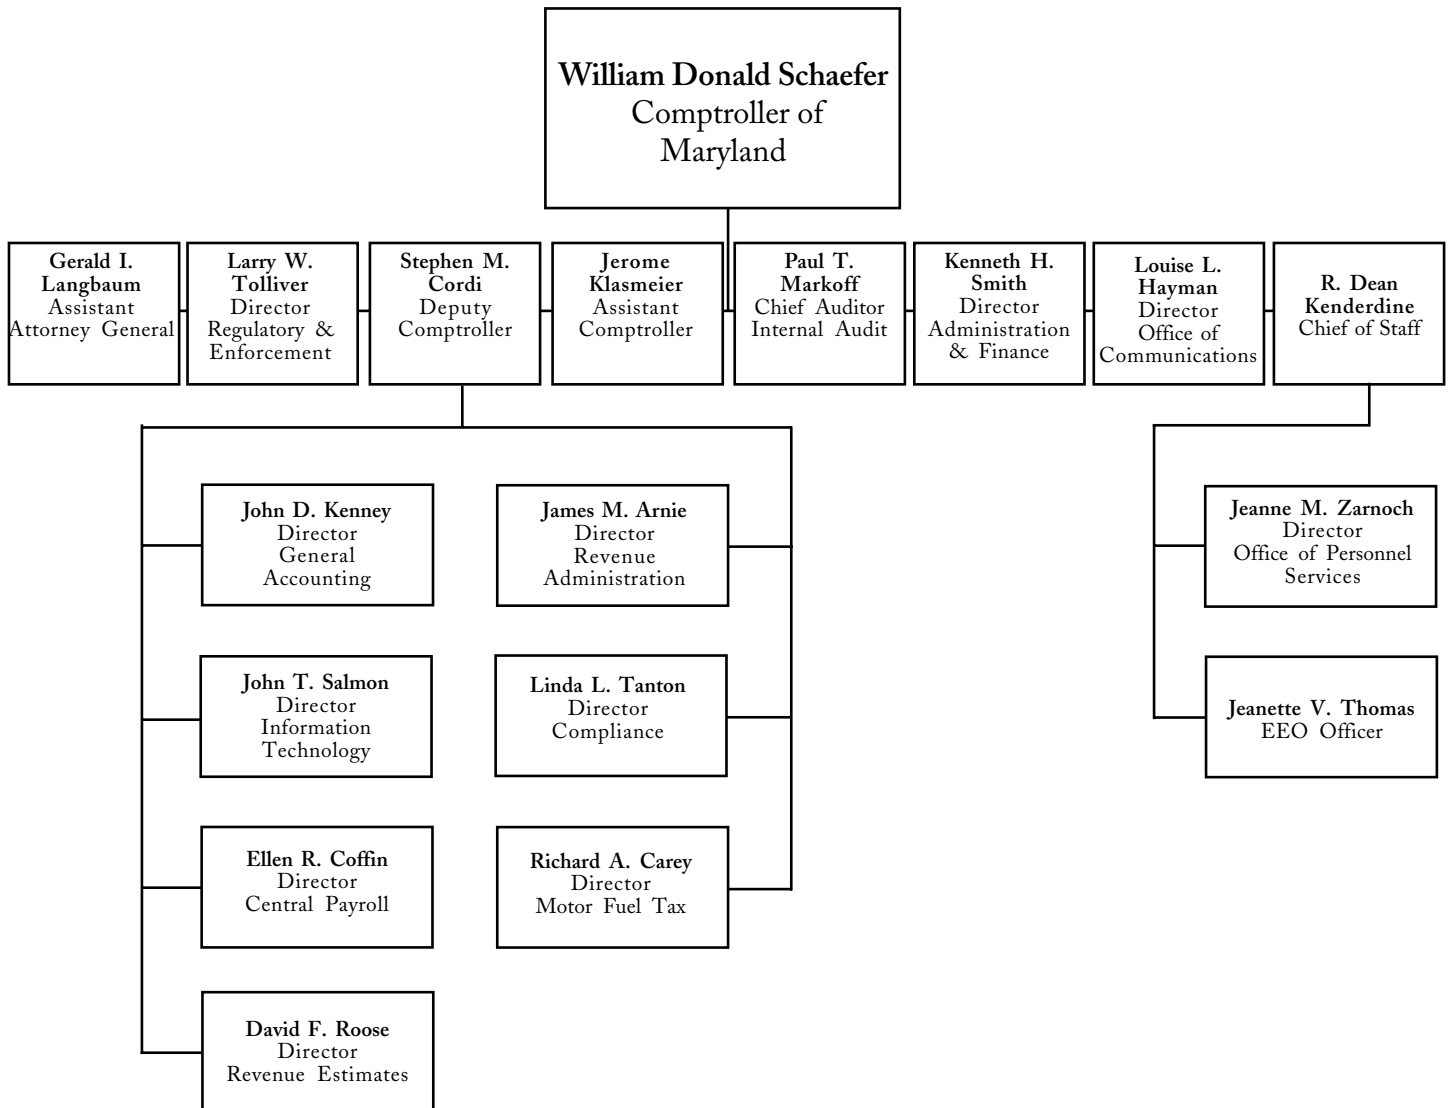 William Donald Schaefer
Comptroller of
Maryland
Gerald I.
Langbaum
Assistant
Attorney General
Larry W.
Tolliver
Director
Regulatory &
Enforcement
Stephen M.
Cordi
Deputy
Comptroller
Jerome
Klasmeier
Assistant
Comptroller
Paul T.
Markoff
Chief Auditor
Internal Audit
Kenneth H.
Smith
Director
Administration
& Finance
Louise L.
Hayman
Director
Office of
Communications
R. Dean
Kenderdine
Chief of Staff
John D. Kenney
Director
General
Accounting
James M. Arnie
Director
Revenue
Administration
Jeanne M. Zarnoch
Director
Office of Personnel
Services
John T. Salmon
Director
Information
Technology
Linda L. Tanton
Director
Compliance
Jeanette V. Thomas
EEO Officer
Ellen R. Coffin
Director
Central Payroll
Richard A. Carey
Director
Motor Fuel Tax
David F. Roose
Director
Revenue Estimates